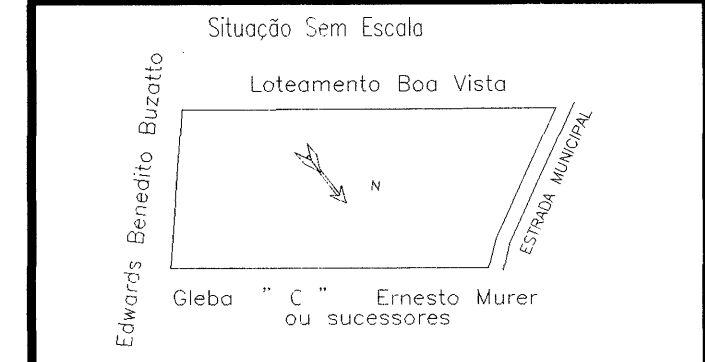 Situação Sem Escala
Loteamento Boa Vista
Edwards Benedito Buzatto
N
ESTRADA MUNICIPAL
Gleba " C " Ernesto Murer
ou sucessores